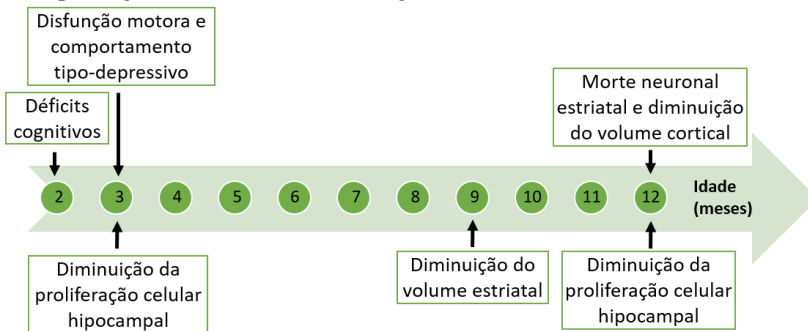 Disfunção motora e
comportamento
tipo-depressivo
Déficits
cognitivos
Morte neuronal
estriatal e diminuição
do volume cortical
2
3
4
5
6
7
8
9
10
11
12
Idade
(meses)
Diminuição da
proliferação celular
hipocampal
Diminuição do
volume estriatal
Diminuição da
proliferação celular
hipocampal